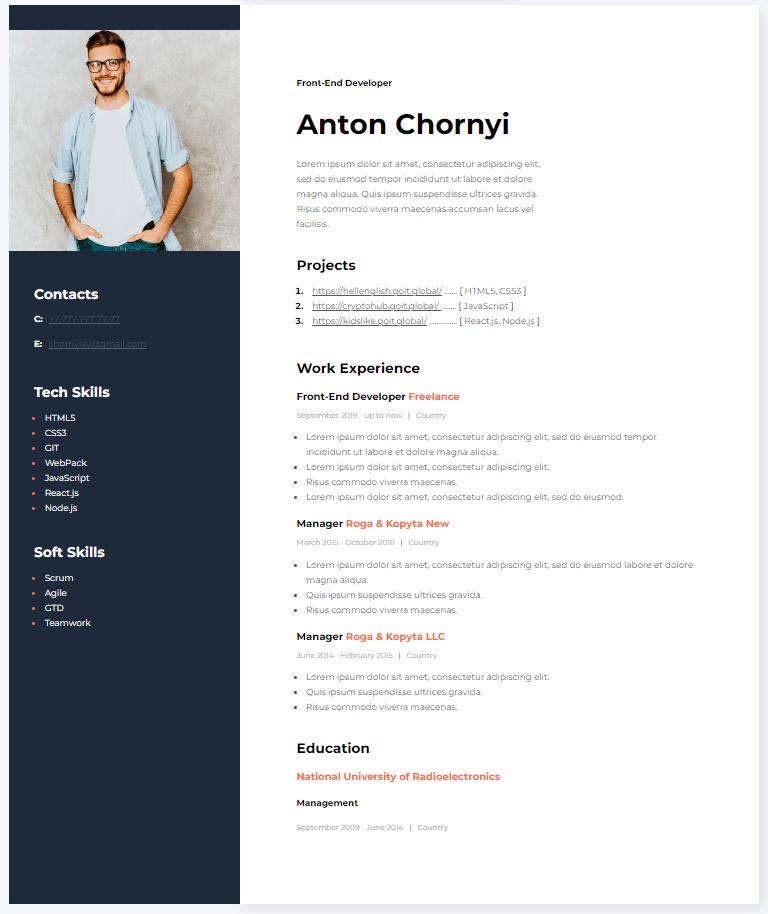 Contacts
C: +7 777 777 77 77
E: chornyiav@gmail.com
Tech Skills
HTML5
CSS3
GIT
WebPack
JavaScript
React.js
Node.js
Soft Skills
Scrum
Agile
GTD
Teamwork
Front-End Developer
Anton Chornyi
Lorem ipsum dolor sit amet, consectetur adipiscing elit,
sed do eiusmod tempor incididunt ut labore et dolore
magna aliqua. Quis ipsum suspendisse ultrices gravida.
Risus commodo viverra maecenas accumsan lacus vel
facilisis.
Projects
1. https://hellenglish.goit.global/ ...... [ HTML5, CSS3 ]
2. https://cryptohub.goit.global/ ....... [ JavaScript ]
3. https://kidslike.goit.global/ ............. [ React.js, Node.js ]
Work Experience
Front-End Developer Freelance
September 2019 - up to now | Country
Lorem ipsum dolor sit amet, consectetur adipiscing elit, sed do eiusmod tempor
incididunt ut labore et dolore magna aliqua.
Lorem ipsum dolor sit amet, consectetur adipiscing elit.
Risus commodo viverra maecenas.
Lorem ipsum dolor sit amet, consectetur adipiscing elit, sed do eiusmod.
Manager Roga & Kopyta New
March 2015 - October 2018 | Country
Lorem ipsum dolor sit amet, consectetur adipiscing elit, sed do eiusmod labore et dolore
magna aliqua.
Quis ipsum suspendisse ultrices gravida.
Risus commodo viverra maecenas.
Manager Roga & Kopyta LLC
June 2014 - February 2015 | Country
Lorem ipsum dolor sit amet, consectetur adipiscing elit.
Quis ipsum suspendisse ultrices gravida.
Risus commodo viverra maecenas.
Education
National University of Radioelectronics
Management
September 2009 - June 2014 | Country